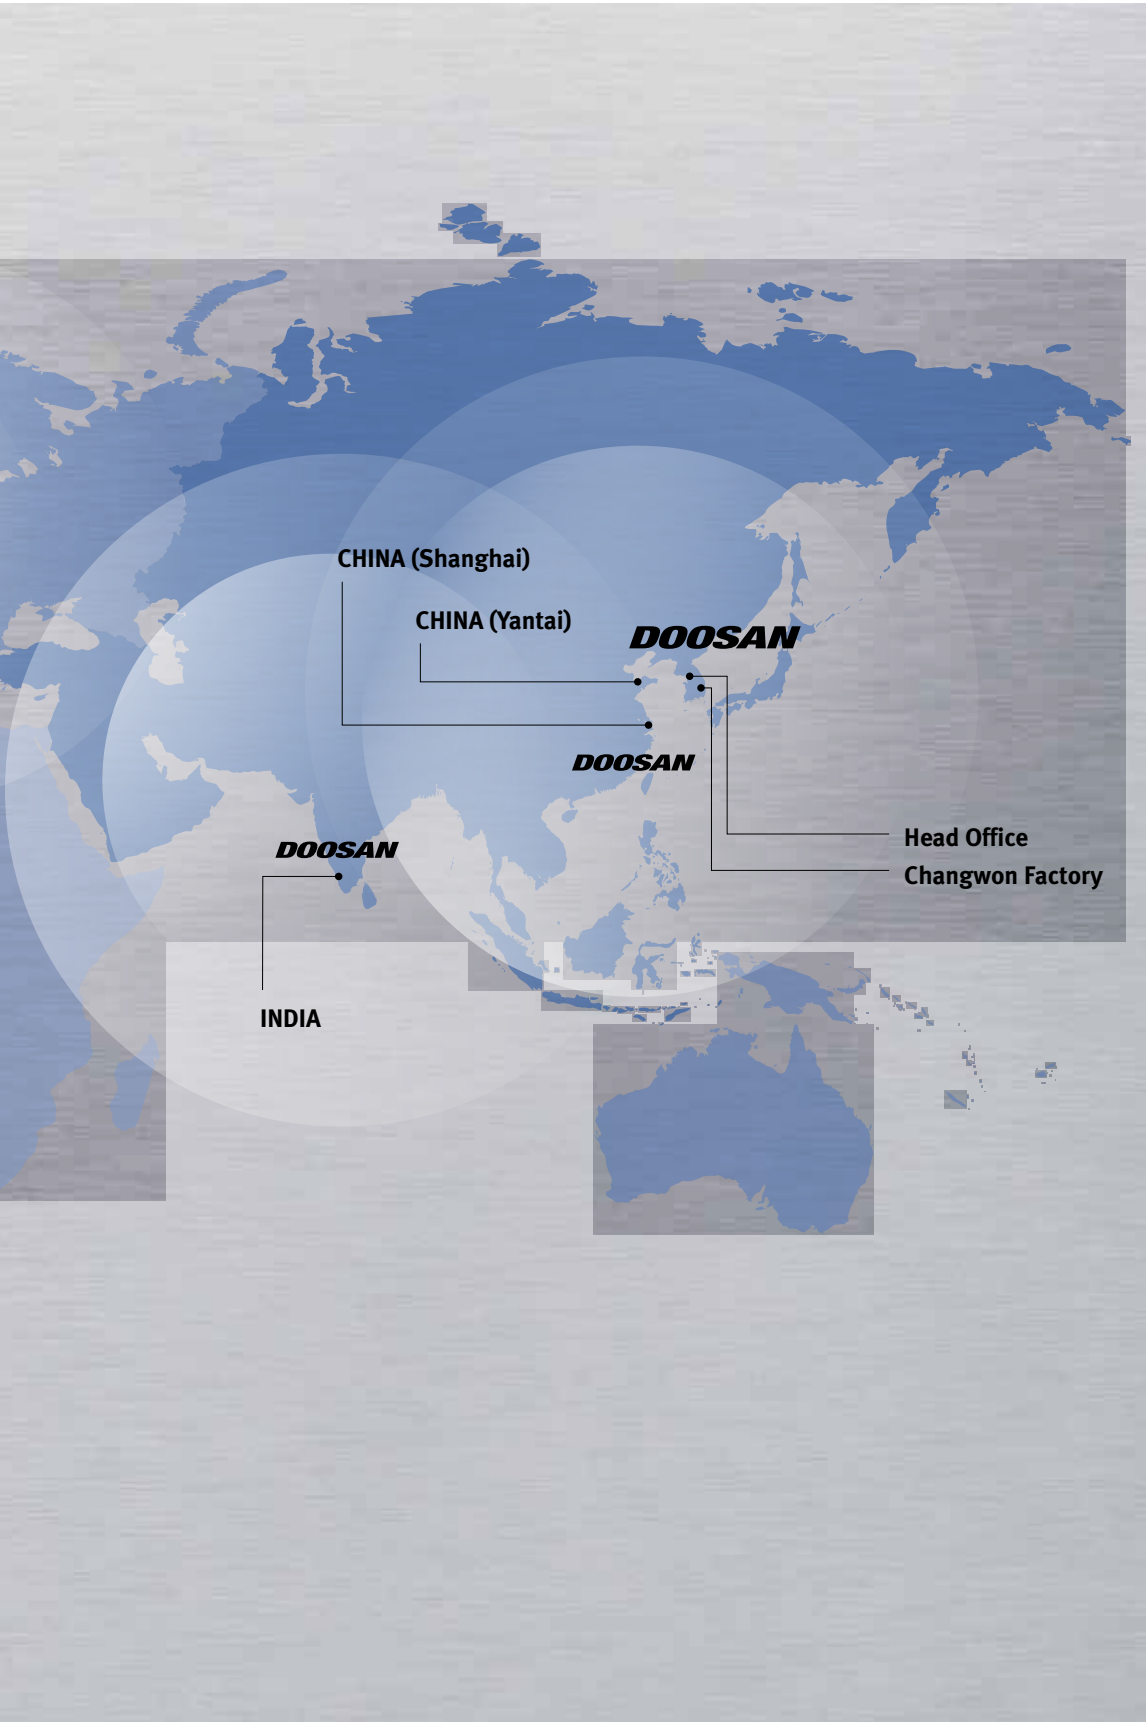 CHINA (Shanghai)
CHINA (Yantai)
DOOSAN
DOOSAN
Head Office
DOOSAN
Changwon Factory
INDIA